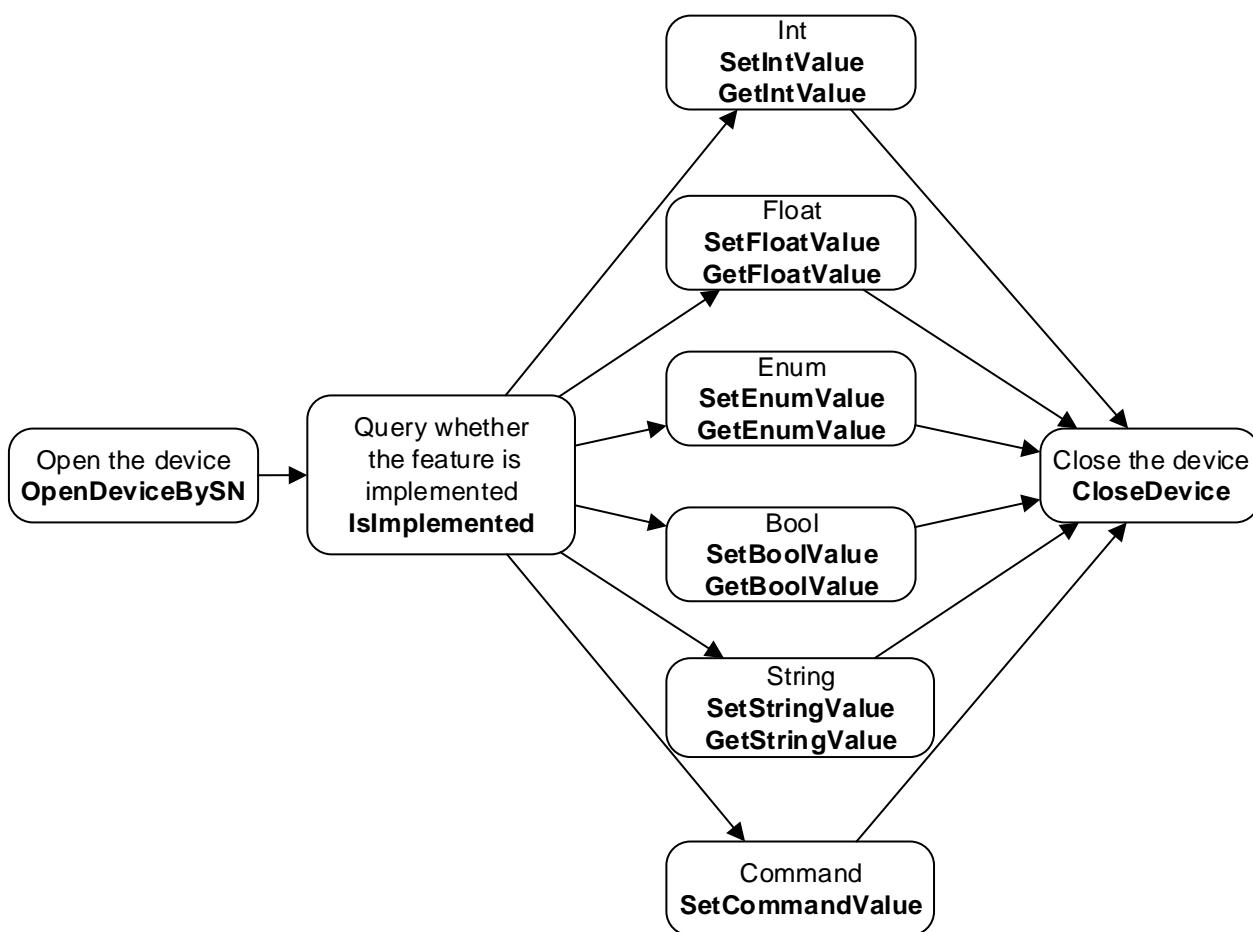 Open the device
OpenDeviceBySN
Query whether
the feature is
implemented
IsImplemented
Int
SetIntValue
GetIntValue
Float
SetFloatValue
GetFloatValue
Enum
SetEnumValue
GetEnumValue
Bool
SetBoolValue
GetBoolValue
String
SetStringValue
GetStringValue
Command
SetCommandValue
Close the device
CloseDevice